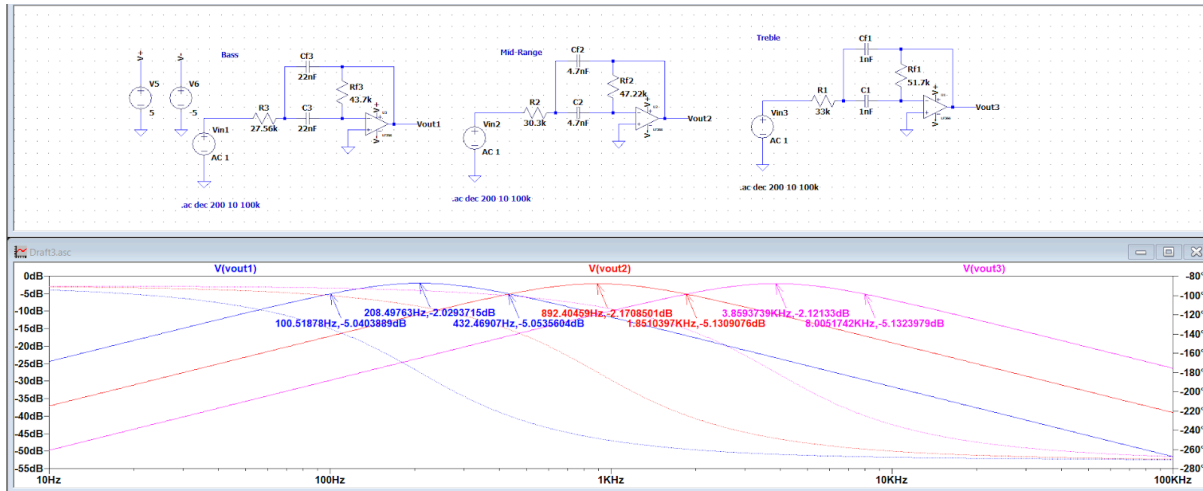 Bass
Mid-Range
Treble
V+
V5
5
V-
V6
-5
Vin1
AC 1
R3
27.56k
Cf3
22nF
C3
22nF
Rf3
43.7k
V+
V-
Vout1
.ac dec 200 10 100k
Vin2
AC 1
R2
30.3k
Cf2
4.7nF
C2
4.7nF
Rf2
47.22k
V+
V-
Vout2
.ac dec 200 10 100k
Vin3
AC 1
R1
33k
Cf1
1nF
C1
1nF
Rf1
51.7k
V+
V-
Vout3
.ac dec 200 10 100k
Draft3.asc
V(vout1) V(vout2) V(vout3)
0dB
-5dB
-10dB
-15dB
-20dB
-25dB
-30dB
-35dB
-40dB
-45dB
-50dB
-55dB
208.49763Hz,-2.0293715dB
100.51878Hz,-5.0403889dB
432.46907Hz,-5.0535604dB
892.40459Hz,-2.1708501dB
1.8510397KHz,-5.1309076dB
3.8593739KHz,-2.12133dB
8.0051742KHz,-5.1323979dB
-80°
-100°
-120°
-140°
-160°
-180°
-200°
-220°
-240°
-260°
-280°
10Hz 100Hz 1KHz 10KHz 100KHz